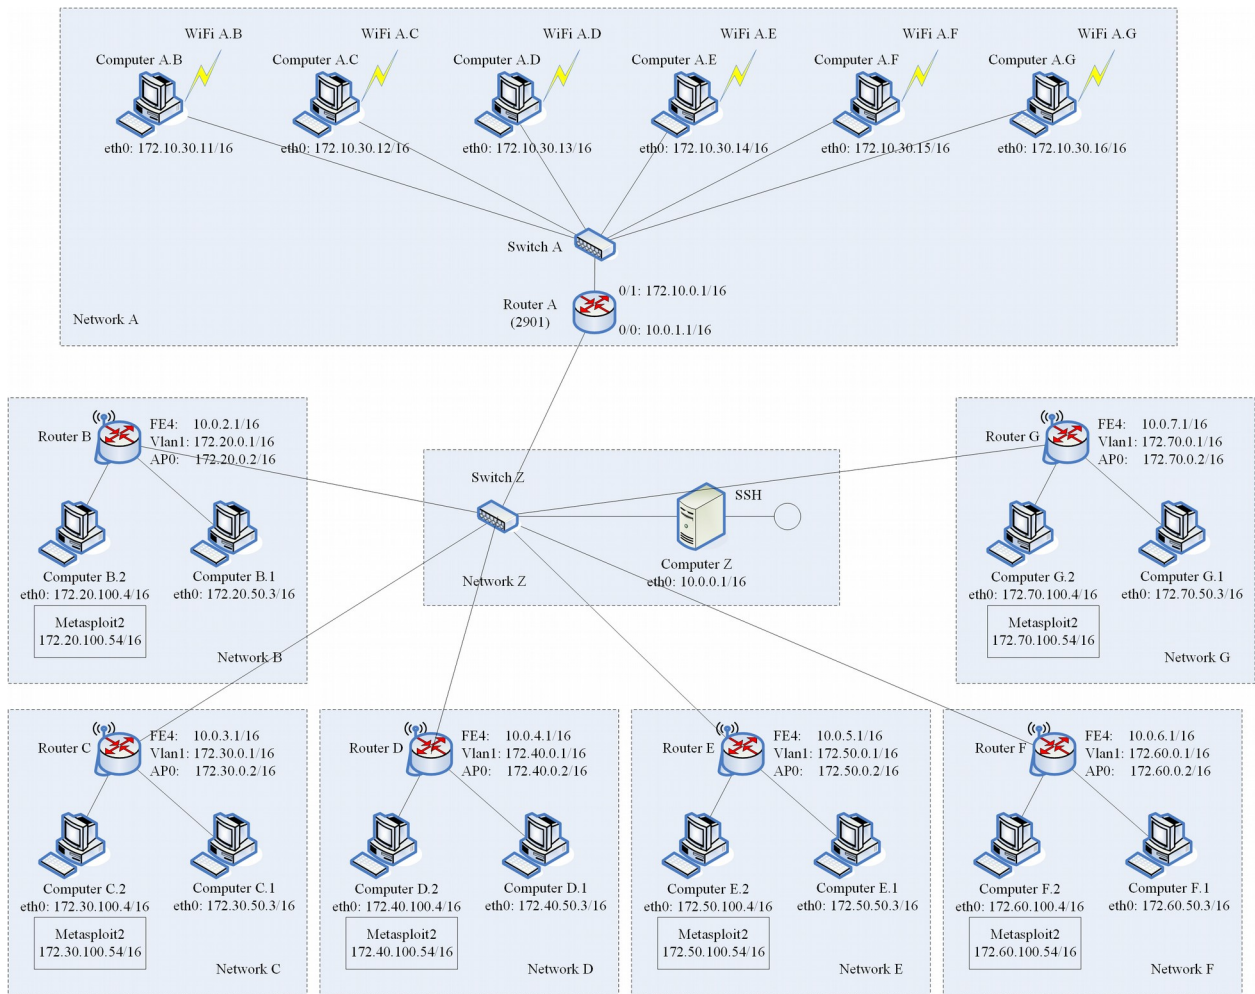 WiFi A.B
WiFi A.C
WiFi A.D
WiFi A.E
WiFi A.F
WiFi A.G
Computer A.B
Computer A.C
Computer A.D
Computer A.E
Computer A.F
Computer A.G
eth0: 172.10.30.11/16
eth0: 172.10.30.12/16
eth0: 172.10.30.13/16
eth0: 172.10.30.14/16
eth0: 172.10.30.15/16
eth0: 172.10.30.16/16
Switch A
Router A
(2901)
0/1: 172.10.0.1/16
0/0: 10.0.1.1/16
Network A
Router B
FE4: 10.0.2.1/16
Vlan1: 172.20.0.1/16
AP0: 172.20.0.2/16
Computer B.2
eth0: 172.20.100.4/16
Computer B.1
eth0: 172.20.50.3/16
Metasploit2
172.20.100.54/16
Network B
Switch Z
SSH
Computer Z
eth0: 10.0.0.1/16
Network Z
Router G
FE4: 10.0.7.1/16
Vlan1: 172.70.0.1/16
AP0: 172.70.0.2/16
Computer G.2
eth0: 172.70.100.4/16
Computer G.1
eth0: 172.70.50.3/16
Metasploit2
172.70.100.54/16
Network G
Router C
FE4: 10.0.3.1/16
Vlan1: 172.30.0.1/16
AP0: 172.30.0.2/16
Computer C.2
eth0: 172.30.100.4/16
Computer C.1
eth0: 172.30.50.3/16
Metasploit2
172.30.100.54/16
Network C
Router D
FE4: 10.0.4.1/16
Vlan1: 172.40.0.1/16
AP0: 172.40.0.2/16
Computer D.2
eth0: 172.40.100.4/16
Computer D.1
eth0: 172.40.50.3/16
Metasploit2
172.40.100.54/16
Network D
Router E
FE4: 10.0.5.1/16
Vlan1: 172.50.0.1/16
AP0: 172.50.0.2/16
Computer E.2
eth0: 172.50.100.4/16
Computer E.1
eth0: 172.50.50.3/16
Metasploit2
172.50.100.54/16
Network E
Router F
FE4: 10.0.6.1/16
Vlan1: 172.60.0.1/16
AP0: 172.60.0.2/16
Computer F.2
eth0: 172.60.100.4/16
Computer F.1
eth0: 172.60.50.3/16
Metasploit2
172.60.100.54/16
Network F